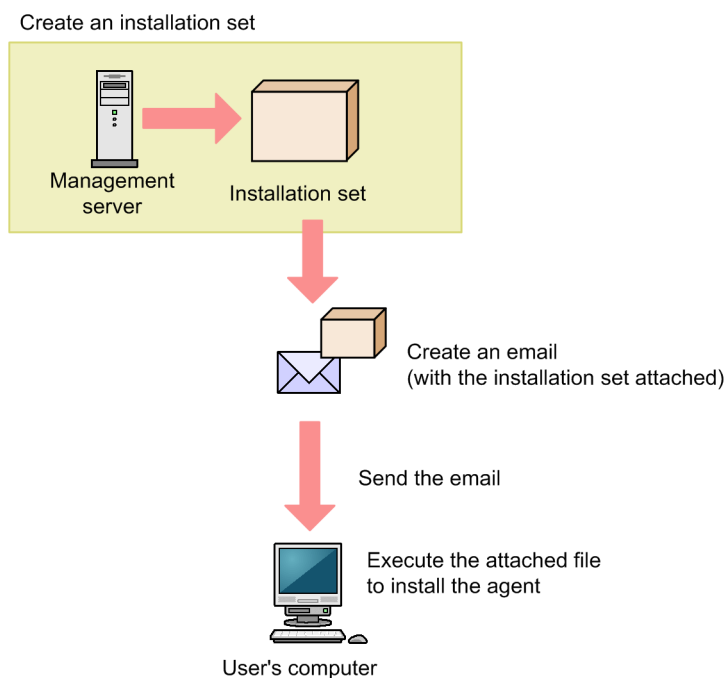 Create an installation set
Management
server
Installation set
Create an email
(with the installation set attached)
Send the email
Execute the attached file
to install the agent
User's computer